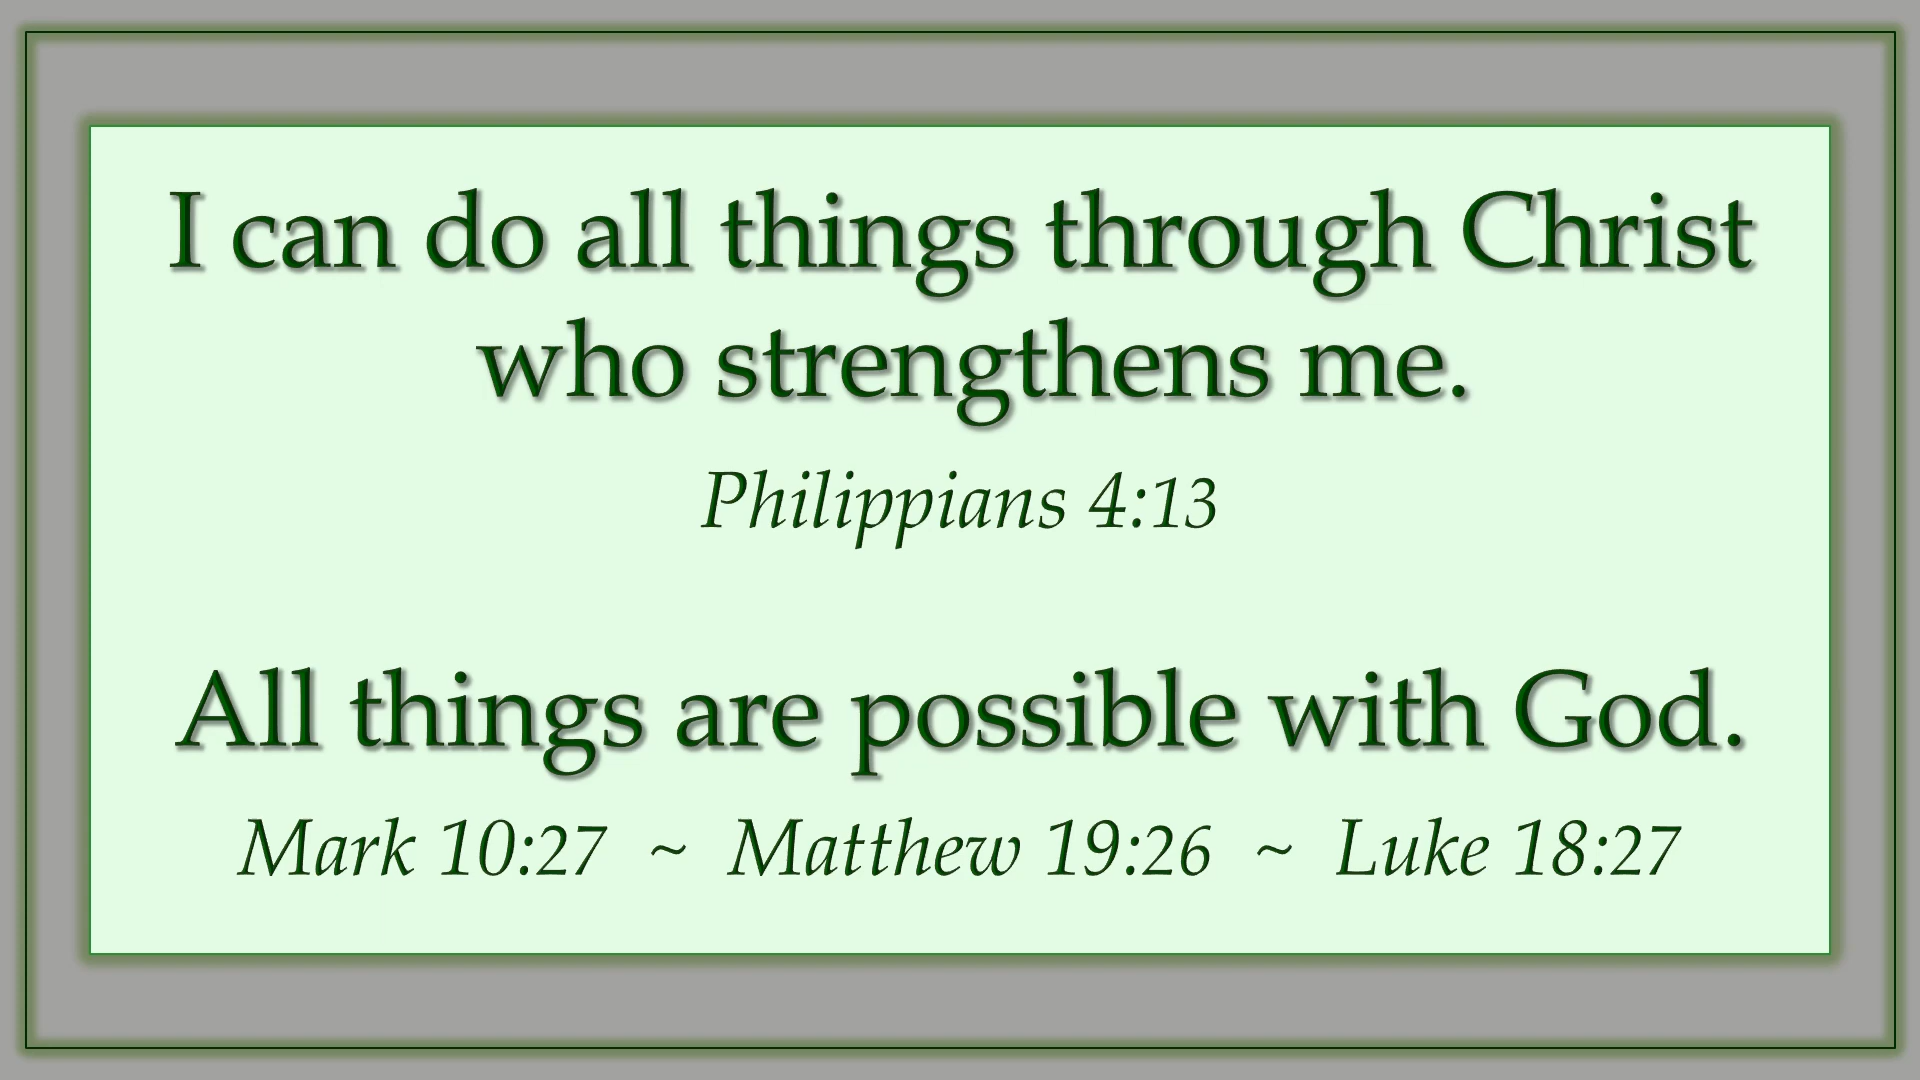 I can do all things through Christ
who strengthens me.
Philippians 4:13
All things are possible with God.
Mark 10:27 ~ Matthew 19:26 ~ Luke 18:27